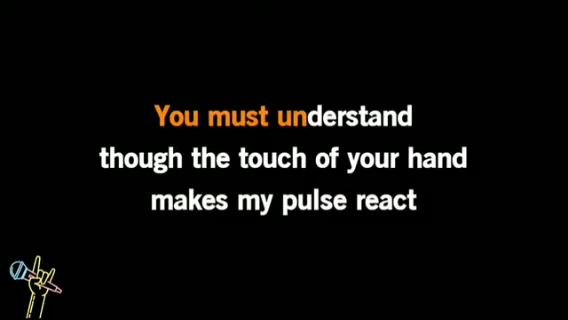 You must understand
though the touch of your hand
makes my pulse react